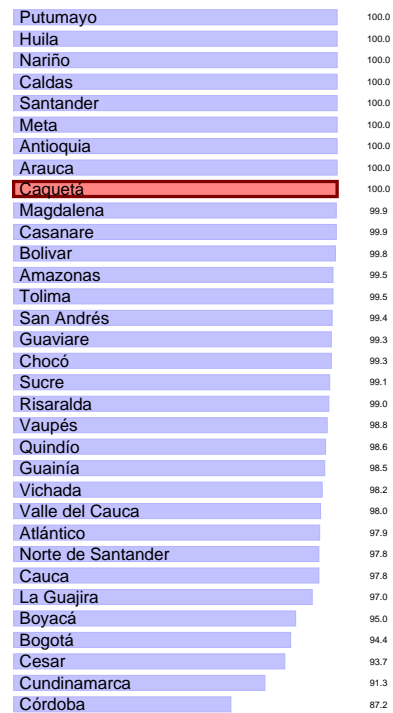 Putumayo 100.0
Huila 100.0
Nariño 100.0
Caldas 100.0
Santander 100.0
Meta 100.0
Antioquia 100.0
Arauca 100.0
Caquetá 100.0
Magdalena 99.9
Casanare 99.9
Bolivar 99.8
Amazonas 99.5
Tolima 99.5
San Andrés 99.4
Guaviare 99.3
Chocó 99.3
Sucre 99.1
Risaralda 99.0
Vaupés 98.8
Quindío 98.6
Guainía 98.5
Vichada 98.2
Valle del Cauca 98.0
Atlántico 97.9
Norte de Santander 97.8
Cauca 97.8
La Guajira 97.0
Boyacá 95.0
Bogotá 94.4
Cesar 93.7
Cundinamarca 91.3
Córdoba 87.2